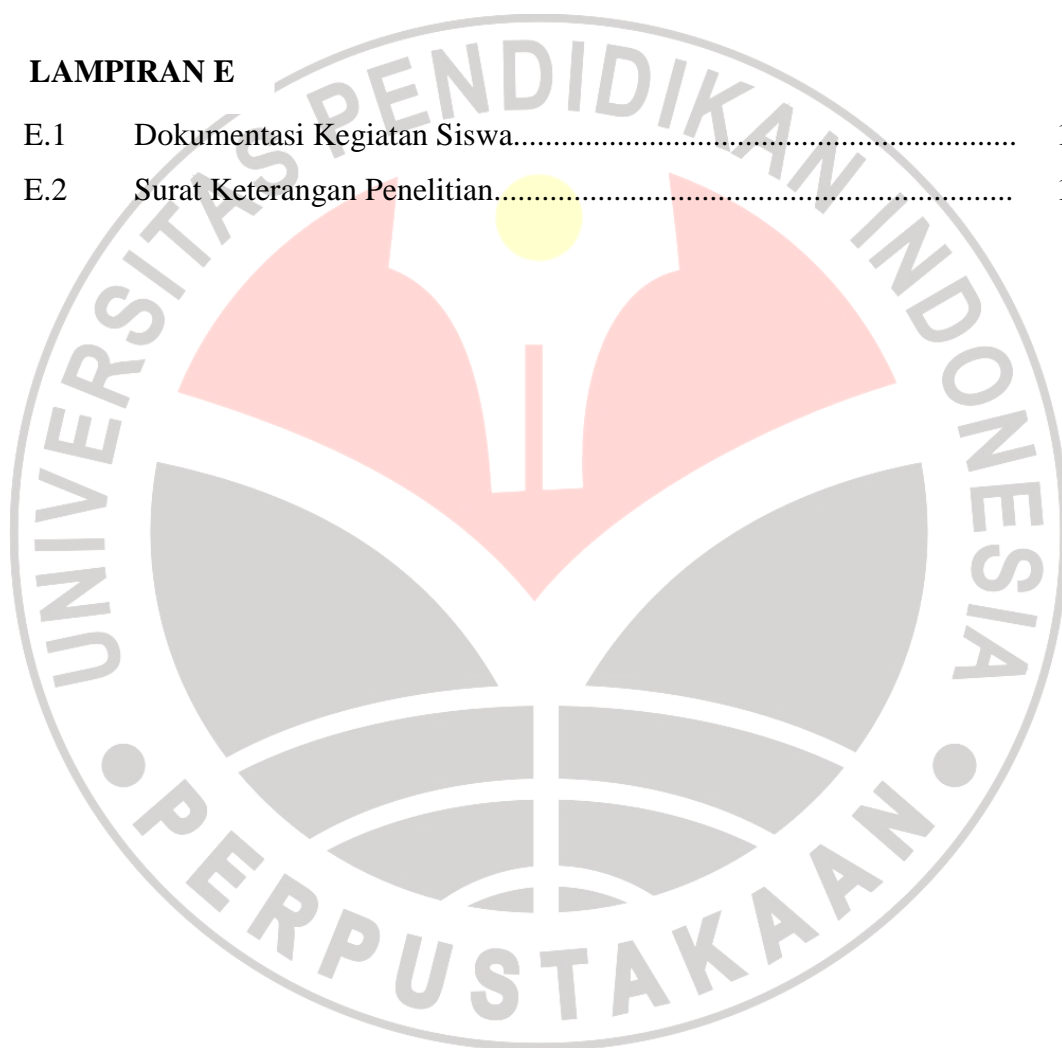 LAMPIRAN E
E.1 Dokumentasi Kegiatan Siswa..............................................................
E.2 Surat Keterangan Penelitian................................................................
UNIVERSITAS PENDIDIKAN INDONESIA
PERPUSTAKAAN